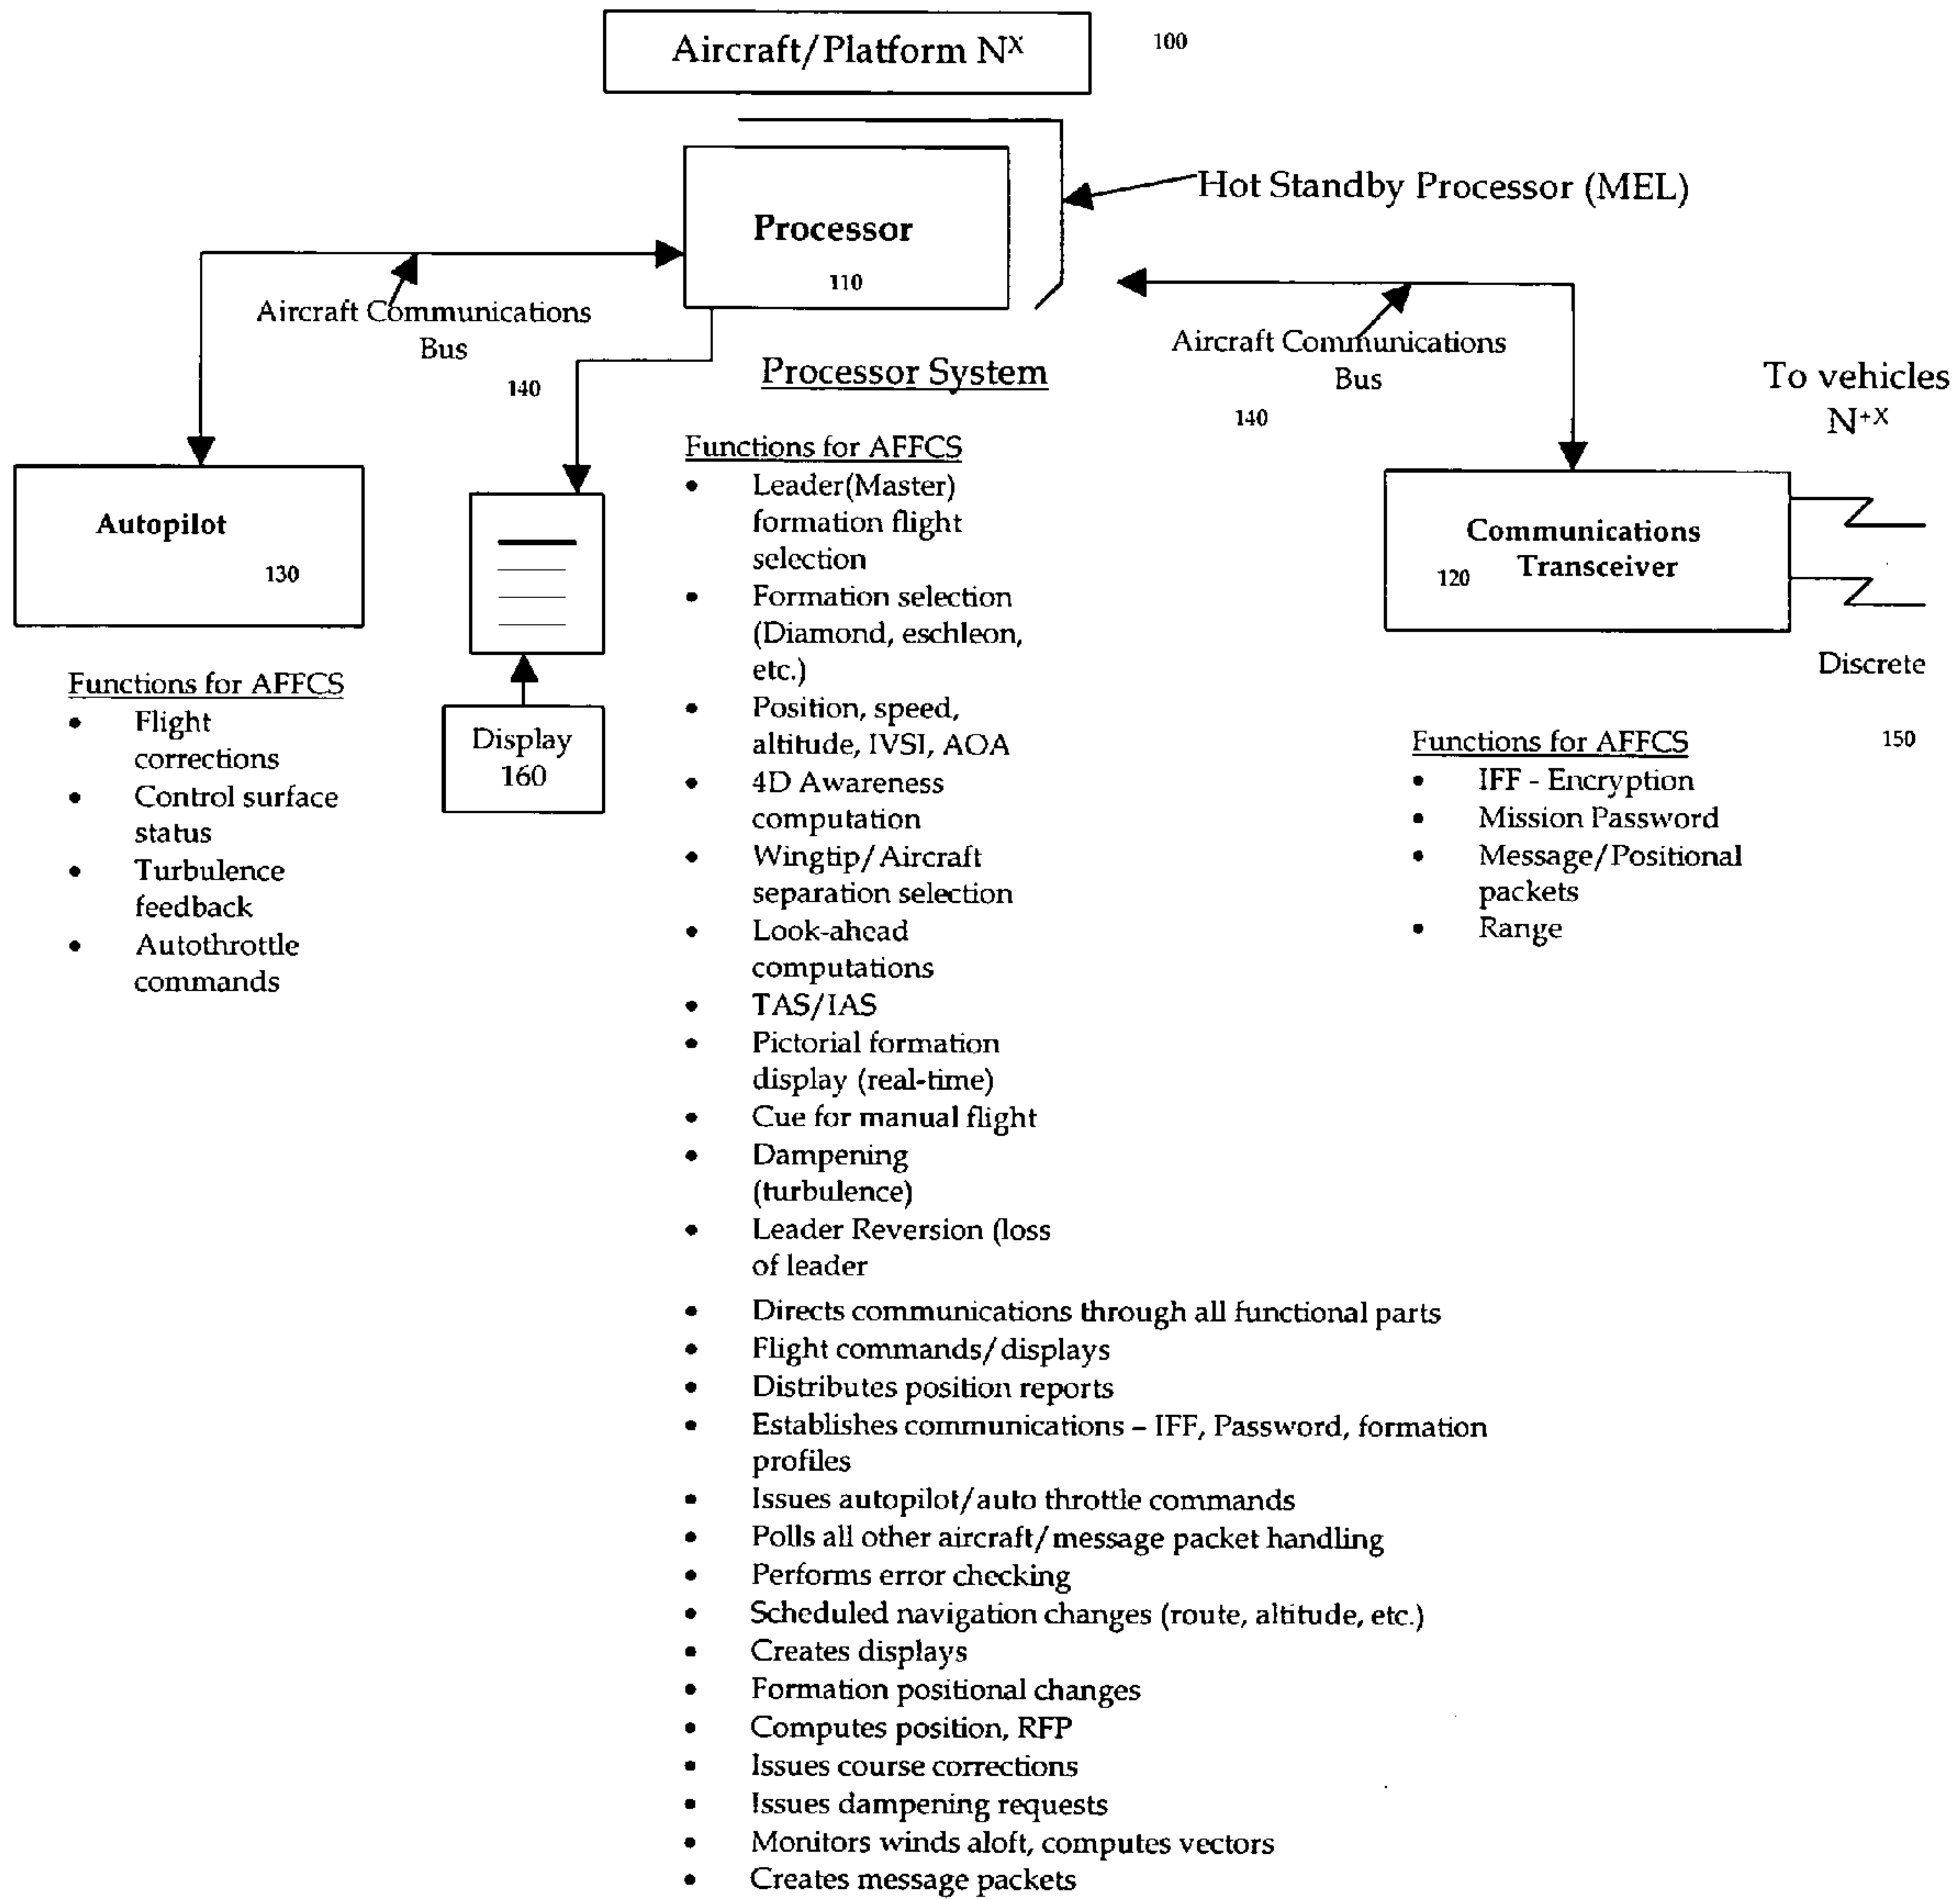 Aircraft/Platform Nˣ
100
Hot Standby Processor (MEL)
Processor
110
Aircraft Communications
Bus
140
Aircraft Communications
Bus
140
To vehicles
N⁺ˣ
Processor System
Autopilot
130
Communications
Transceiver
120
Discrete
150
Display
160
Functions for AFFCS
• Flight
corrections
• Control surface
status
• Turbulence
feedback
• Autothrottle
commands
Functions for AFFCS
• Leader(Master)
formation flight
selection
• Formation selection
(Diamond, eschleon,
etc.)
• Position, speed,
altitude, IVSI, AOA
• 4D Awareness
computation
• Wingtip/Aircraft
separation selection
• Look-ahead
computations
• TAS/IAS
• Pictorial formation
display (real-time)
• Cue for manual flight
• Dampening
(turbulence)
• Leader Reversion (loss
of leader
• Directs communications through all functional parts
• Flight commands/displays
• Distributes position reports
• Establishes communications – IFF, Password, formation
profiles
• Issues autopilot/auto throttle commands
• Polls all other aircraft/message packet handling
• Performs error checking
• Scheduled navigation changes (route, altitude, etc.)
• Creates displays
• Formation positional changes
• Computes position, RFP
• Issues course corrections
• Issues dampening requests
• Monitors winds aloft, computes vectors
• Creates message packets
Functions for AFFCS
• IFF - Encryption
• Mission Password
• Message/Positional
packets
• Range